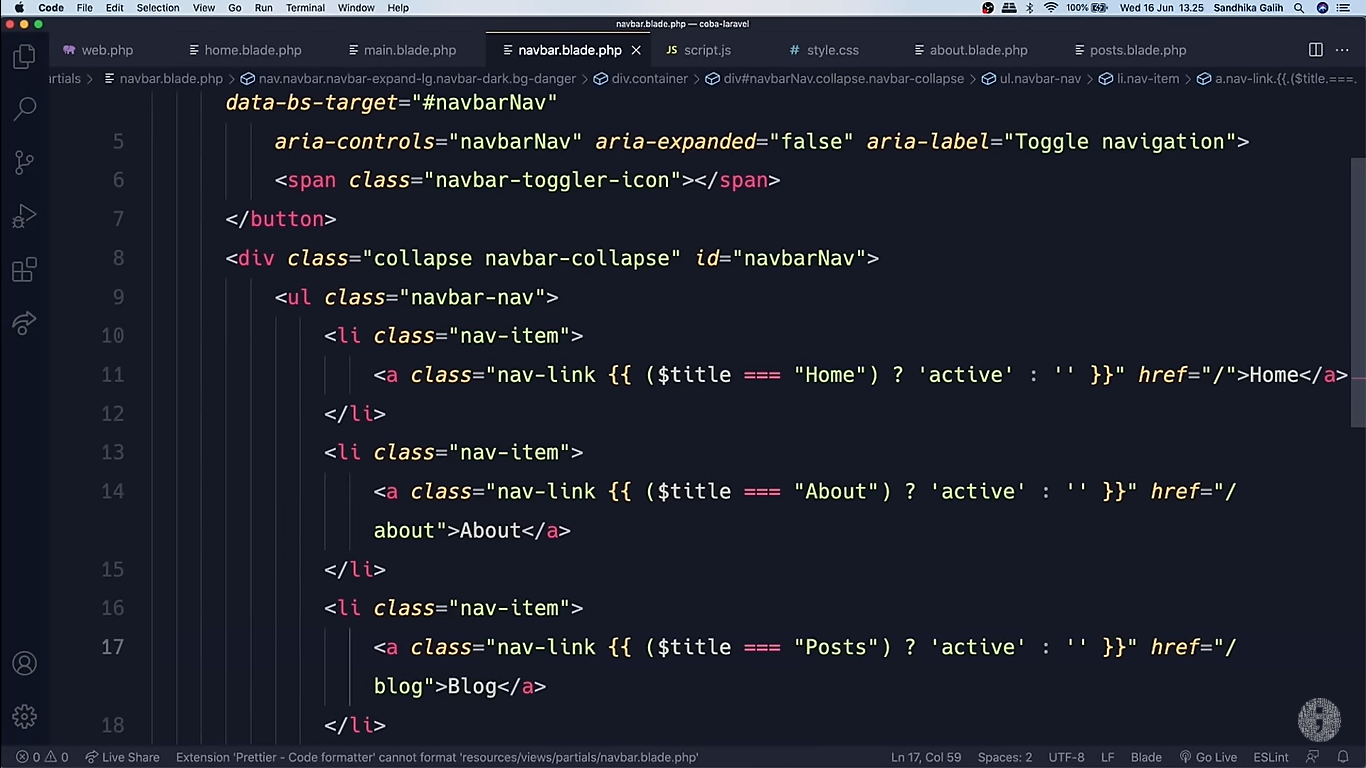 Code File Edit Selection View Go Run Terminal Window Help 100% Wed 16 Jun 13.25 Sandhika Galih
navbar.blade.php — coba-laravel
web.php home.blade.php main.blade.php navbar.blade.php JS script.js # style.css about.blade.php posts.blade.php
artials > navbar.blade.php > nav.navbar.navbar-expand-lg.navbar-dark.bg-danger > div.container > div#navbarNav.collapse.navbar-collapse > ul.navbar-nav > li.nav-item > a.nav-link.{{.($title.===.
data-bs-target="#navbarNav"
5 aria-controls="navbarNav" aria-expanded="false" aria-label="Toggle navigation">
6 <span class="navbar-toggler-icon"></span>
7 </button>
8 <div class="collapse navbar-collapse" id="navbarNav">
9 <ul class="navbar-nav">
10 <li class="nav-item">
11 <a class="nav-link {{ ($title === "Home") ? 'active' : '' }}" href="/">Home</a>
12 </li>
13 <li class="nav-item">
14 <a class="nav-link {{ ($title === "About") ? 'active' : '' }}" href="/
about">About</a>
15 </li>
16 <li class="nav-item">
17 <a class="nav-link {{ ($title === "Posts") ? 'active' : '' }}" href="/
blog">Blog</a>
18 </li>
0 0 Live Share Extension 'Prettier - Code formatter' cannot format 'resources/views/partials/navbar.blade.php' Ln 17, Col 59 Spaces: 2 UTF-8 LF Blade Go Live ESLint